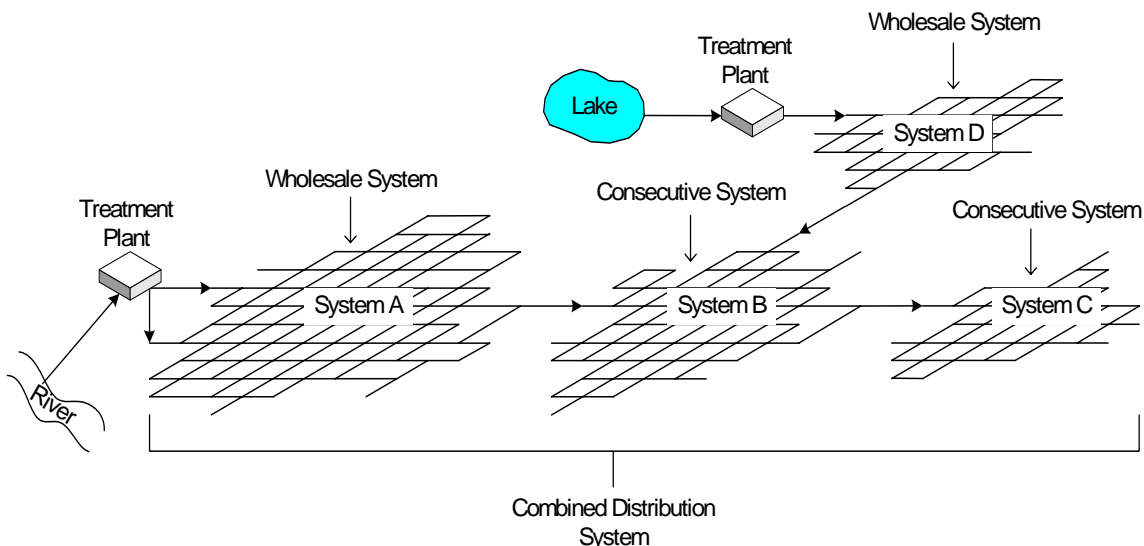 Wholesale System
Treatment
Plant
Lake
System D
Wholesale System
Consecutive System
Consecutive System
Treatment
Plant
System A
System B
System C
River
Combined Distribution
System